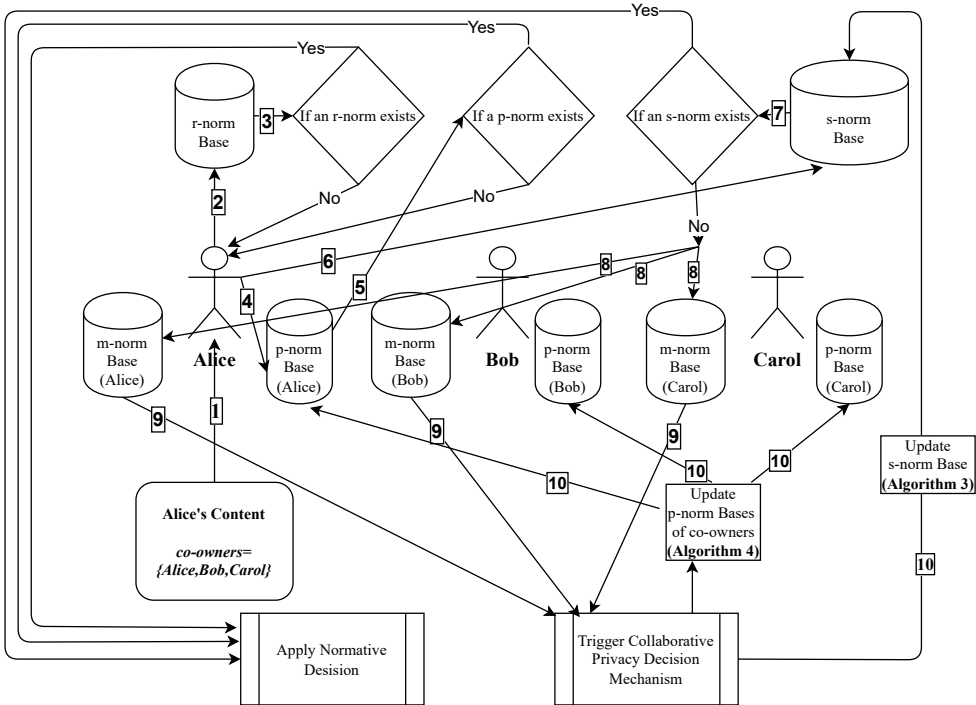 Yes
Yes
Yes
r-norm
Base
3
If an r-norm exists
If a p-norm exists
If an s-norm exists
7
s-norm
Base
2
No
No
No
6
8
8
8
4
5
m-norm
Base
(Alice)
Alice
p-norm
Base
(Alice)
m-norm
Base
(Bob)
Bob
p-norm
Base
(Bob)
m-norm
Base
(Carol)
Carol
p-norm
Base
(Carol)
1
9
9
9
10
10
10
Update
s-norm Base
(Algorithm 3)
Update
p-norm Bases
of co-owners
(Algorithm 4)
Alice's Content
co-owners=
{Alice,Bob,Carol}
10
Apply Normative
Desision
Trigger Collaborative
Privacy Decision
Mechanism